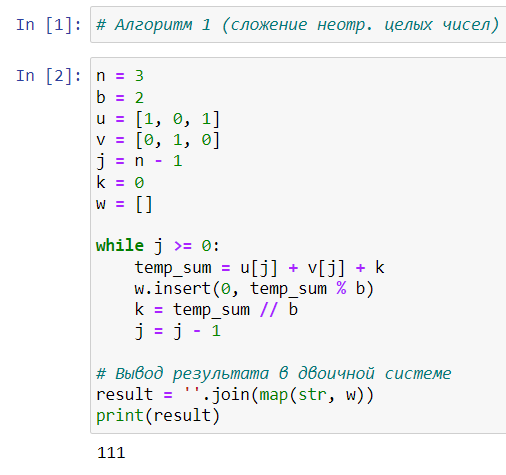 In [1]: # Алгоритм 1 (сложение неотр. целых чисел)
In [2]: n = 3
b = 2
u = [1, 0, 1]
v = [0, 1, 0]
j = n - 1
k = 0
w = []
while j >= 0:
    temp_sum = u[j] + v[j] + k
    w.insert(0, temp_sum % b)
    k = temp_sum // b
    j = j - 1
# Вывод результата в двоичной системе
result = ''.join(map(str, w))
print(result)
111